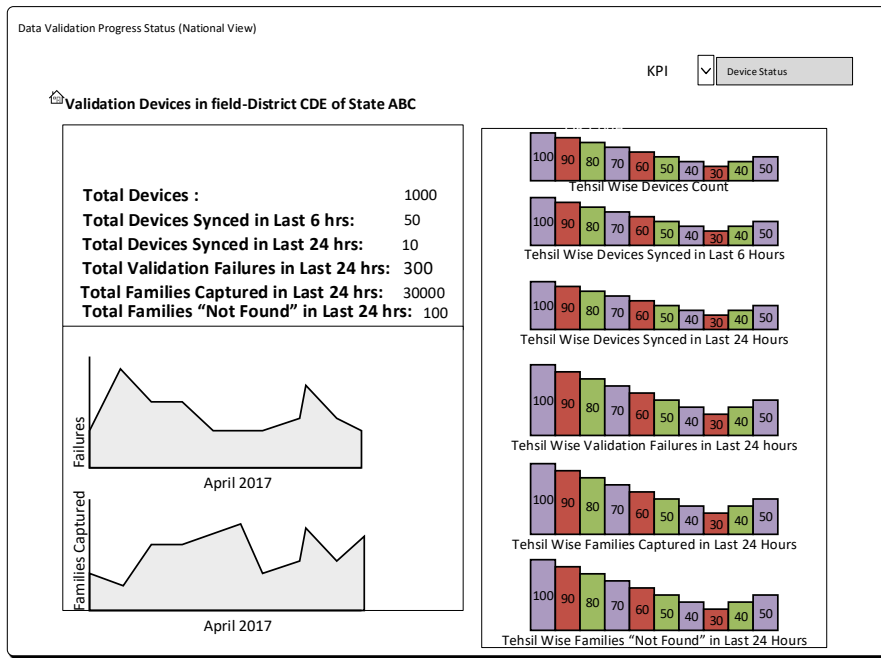 Data Validation Progress Status (National View)
KPI
Device Status
Validation Devices in field-District CDE of State ABC
Total Devices : 1000
Total Devices Synced in Last 6 hrs: 50
Total Devices Synced in Last 24 hrs: 10
Total Validation Failures in Last 24 hrs: 300
Total Families Captured in Last 24 hrs: 30000
Total Families “Not Found” in Last 24 hrs: 100
Failures
April 2017
Families Captured
April 2017
100 90 80 70 60 50 40 30 40 50
Tehsil Wise Devices Count
100 90 80 70 60 50 40 30 40 50
Tehsil Wise Devices Synced in Last 6 Hours
100 90 80 70 60 50 40 30 40 50
Tehsil Wise Devices Synced in Last 24 Hours
100 90 80 70 60 50 40 30 40 50
Tehsil Wise Validation Failures in Last 24 hours
100 90 80 70 60 50 40 30 40 50
Tehsil Wise Families Captured in Last 24 Hours
100 90 80 70 60 50 40 30 40 50
Tehsil Wise Families “Not Found” in Last 24 Hours